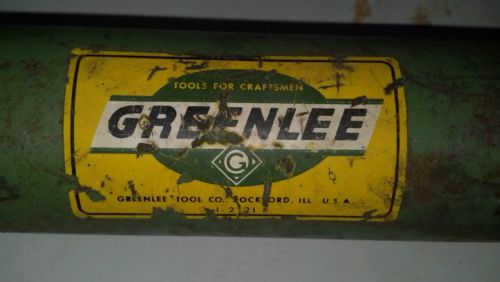 TOOLS FOR CRAFTSMEN
GREENLEE
G
GREENLEE TOOL CO. ROCKFORD, ILL U.S.A